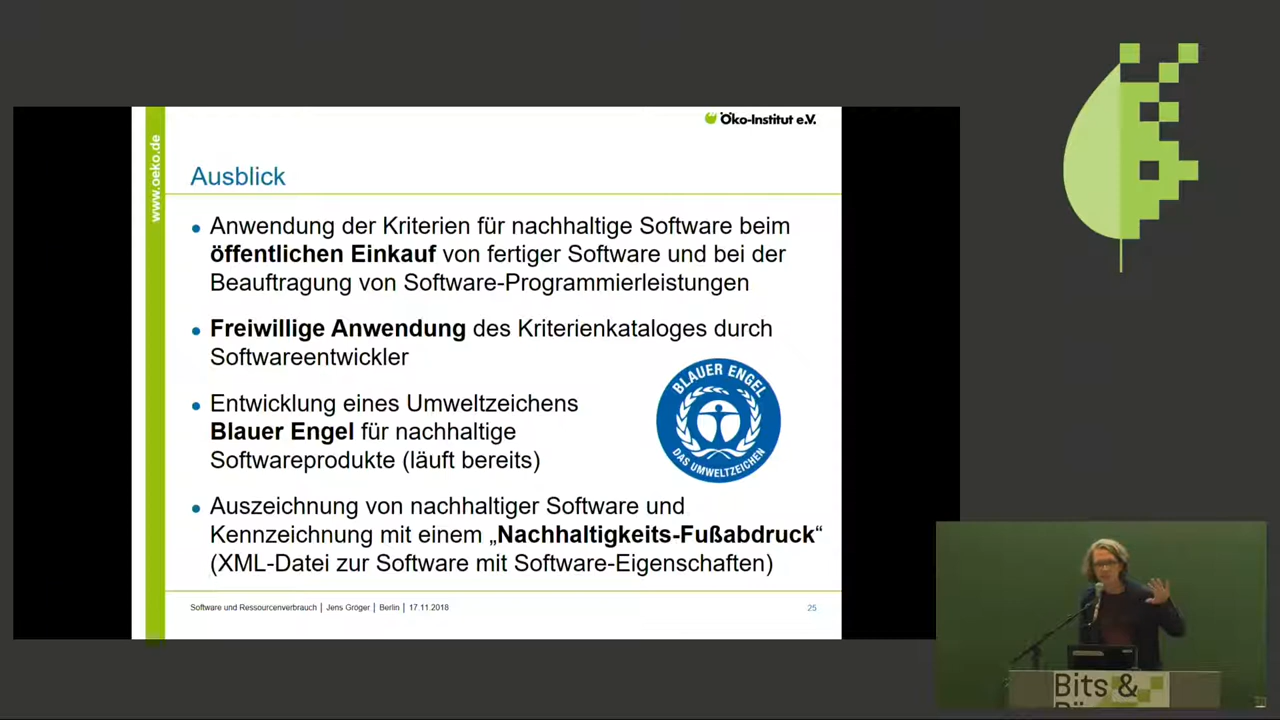 Öko-Institut e.V.
www.oeko.de
Ausblick
• Anwendung der Kriterien für nachhaltige Software beim
öffentlichen Einkauf von fertiger Software und bei der
Beauftragung von Software-Programmierleistungen
• Freiwillige Anwendung des Kriterienkataloges durch
Softwareentwickler
• Entwicklung eines Umweltzeichens
Blauer Engel für nachhaltige
Softwareprodukte (läuft bereits)
BLAUER ENGEL
DAS UMWELTZEICHEN
• Auszeichnung von nachhaltiger Software und
Kennzeichnung mit einem „Nachhaltigkeits-Fußabdruck“
(XML-Datei zur Software mit Software-Eigenschaften)
Software und Ressourcenverbrauch │ Jens Gröger │ Berlin │ 17.11.2018
25
Bits &